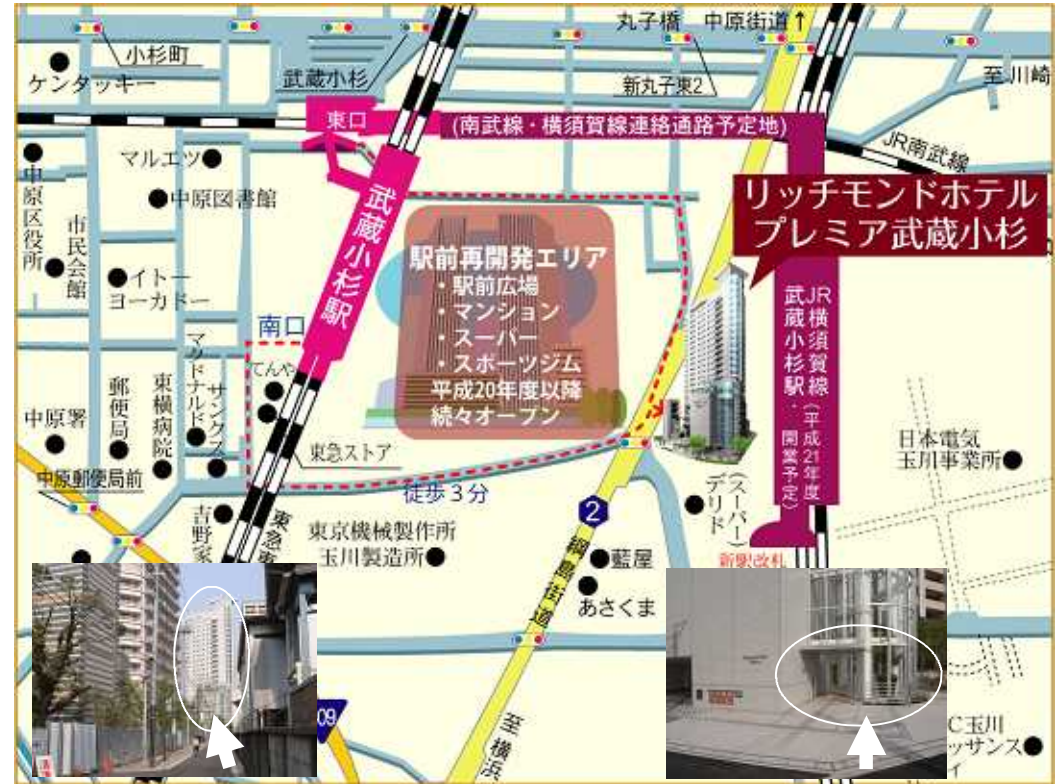 丸子橋 中原街道↑
小杉町
ケンタッキー
武蔵小杉
新丸子東2
至川崎
東口
(南武線・横須賀線連絡通路予定地)
JR南武線
マルエツ
中原図書館
中原区役所
市民会館
イトーヨーカドー
武蔵小杉駅
リッチモンドホテル
プレミア武蔵小杉
駅前再開発エリア
・駅前広場
・マンション
・スーパー
・スポーツジム
平成20年度以降
続々オープン
JR横須賀線
武蔵小杉駅
(平成21年度
開業予定)
南口
てんや
マクドナルド
サンクス
中原署
郵便局
東横病院
東急ストア
中原郵便局前
徒歩3分
日本電気
玉川事業所
(スーパー)
デリド
吉野家
東京機械製作所
玉川製造所
2
綱島街道
藍屋
あさくま
新駅改札
至横浜
09
C玉川
ッサンス